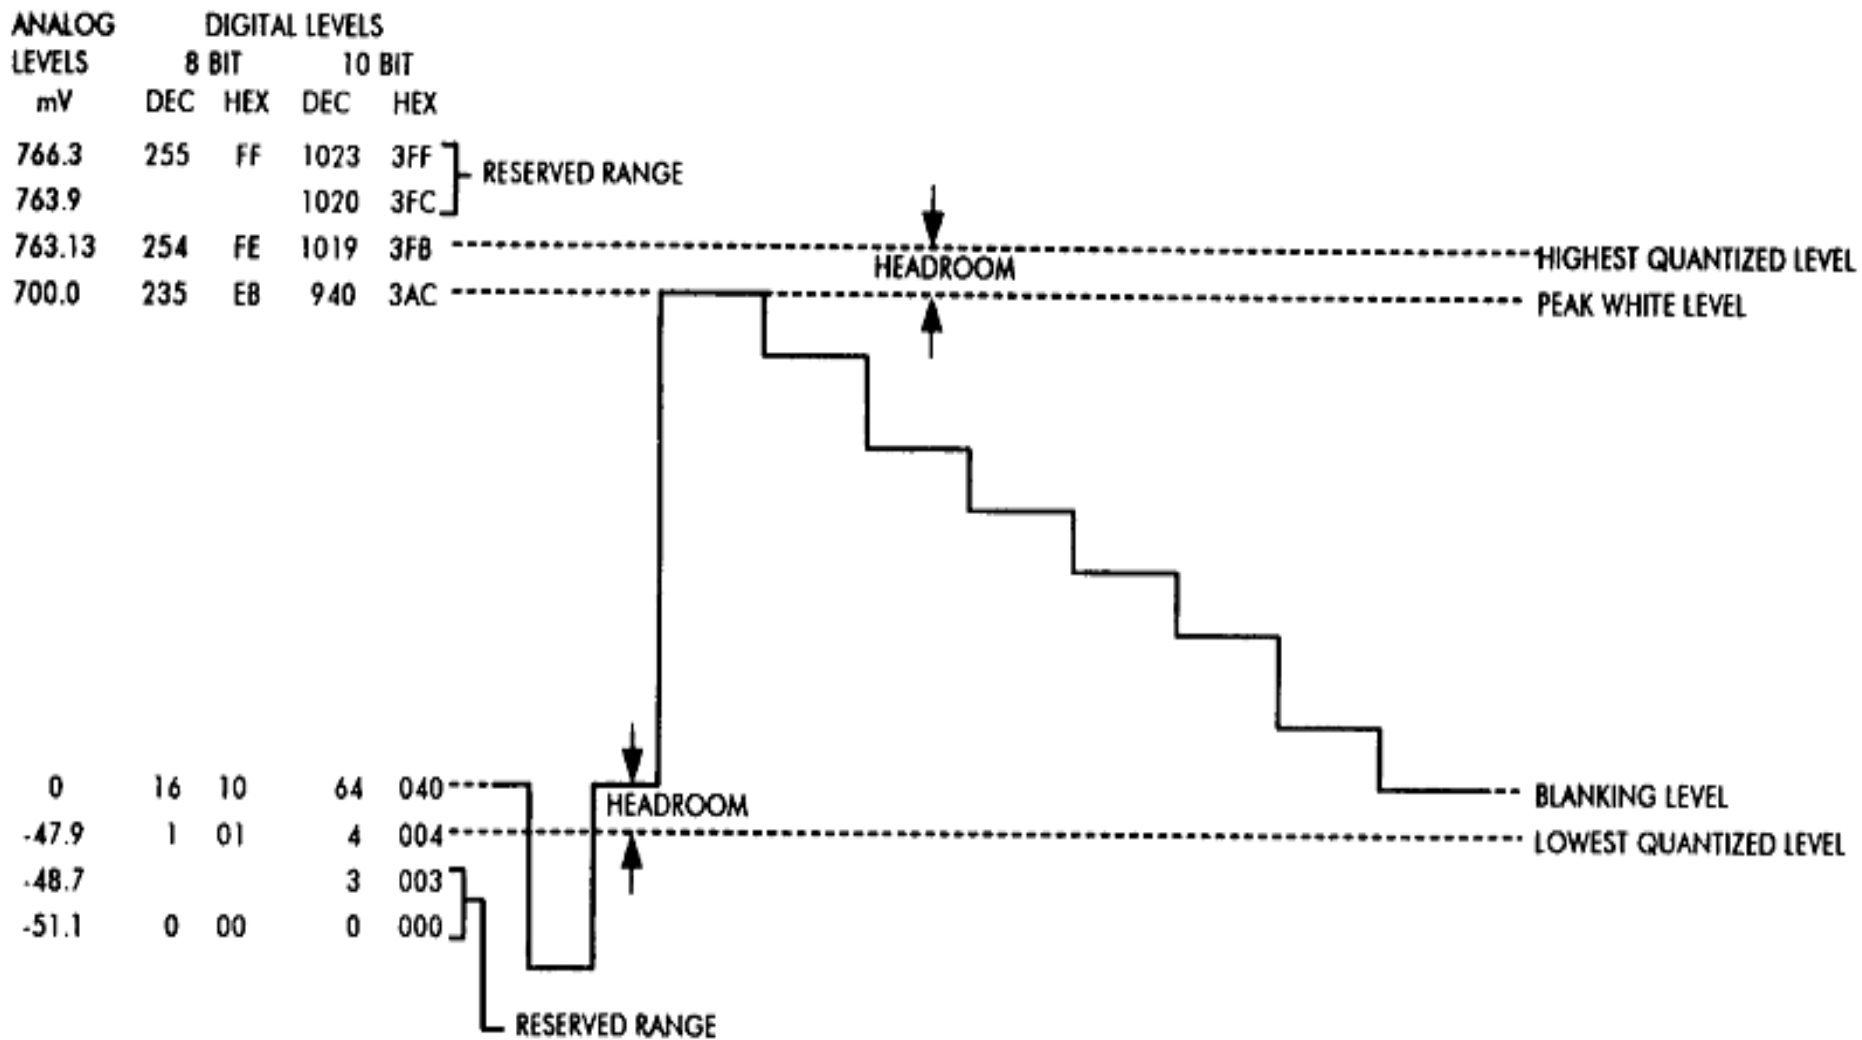 ANALOG DIGITAL LEVELS
LEVELS 8 BIT 10 BIT
mV DEC HEX DEC HEX
766.3 255 FF 1023 3FF
RESERVED RANGE
763.9 1020 3FC
763.13 254 FE 1019 3FB HIGHEST QUANTIZED LEVEL
HEADROOM
700.0 235 EB 940 3AC PEAK WHITE LEVEL
0 16 10 64 040 BLANKING LEVEL
HEADROOM
-47.9 1 01 4 004 LOWEST QUANTIZED LEVEL
-48.7 3 003
-51.1 0 00 0 000
RESERVED RANGE